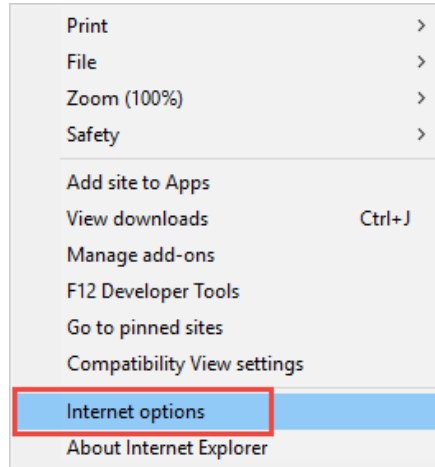 Print >
File >
Zoom (100%) >
Safety >
Add site to Apps
View downloads Ctrl+J
Manage add-ons
F12 Developer Tools
Go to pinned sites
Compatibility View settings
Internet options
About Internet Explorer